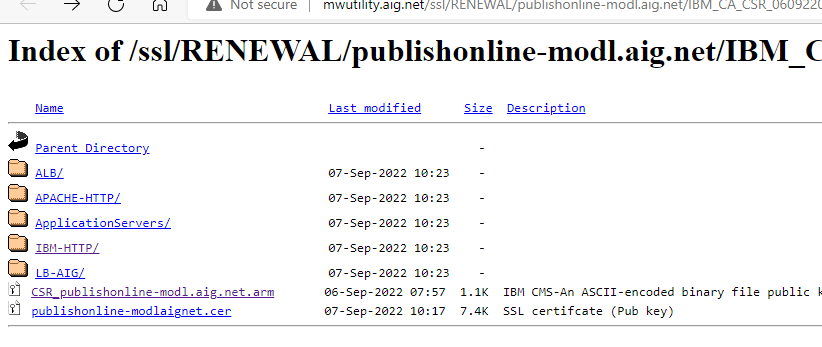 Not secure | mwutility.aig.net/ssl/RENEWAL/publishonline-modl.aig.net/IBM_CA_CSR_0609220
Index of /ssl/RENEWAL/publishonline-modl.aig.net/IBM_C
Name Last modified Size Description
Parent Directory -
ALB/ 07-Sep-2022 10:23 -
APACHE-HTTP/ 07-Sep-2022 10:23 -
ApplicationServers/ 07-Sep-2022 10:23 -
IBM-HTTP/ 07-Sep-2022 10:23 -
LB-AIG/ 07-Sep-2022 10:23 -
CSR_publishonline-modl.aig.net.arm 06-Sep-2022 07:57 1.1K IBM CMS-An ASCII-encoded binary file public k
publishonline-modlaignet.cer 07-Sep-2022 10:17 7.4K SSL certifcate (Pub key)